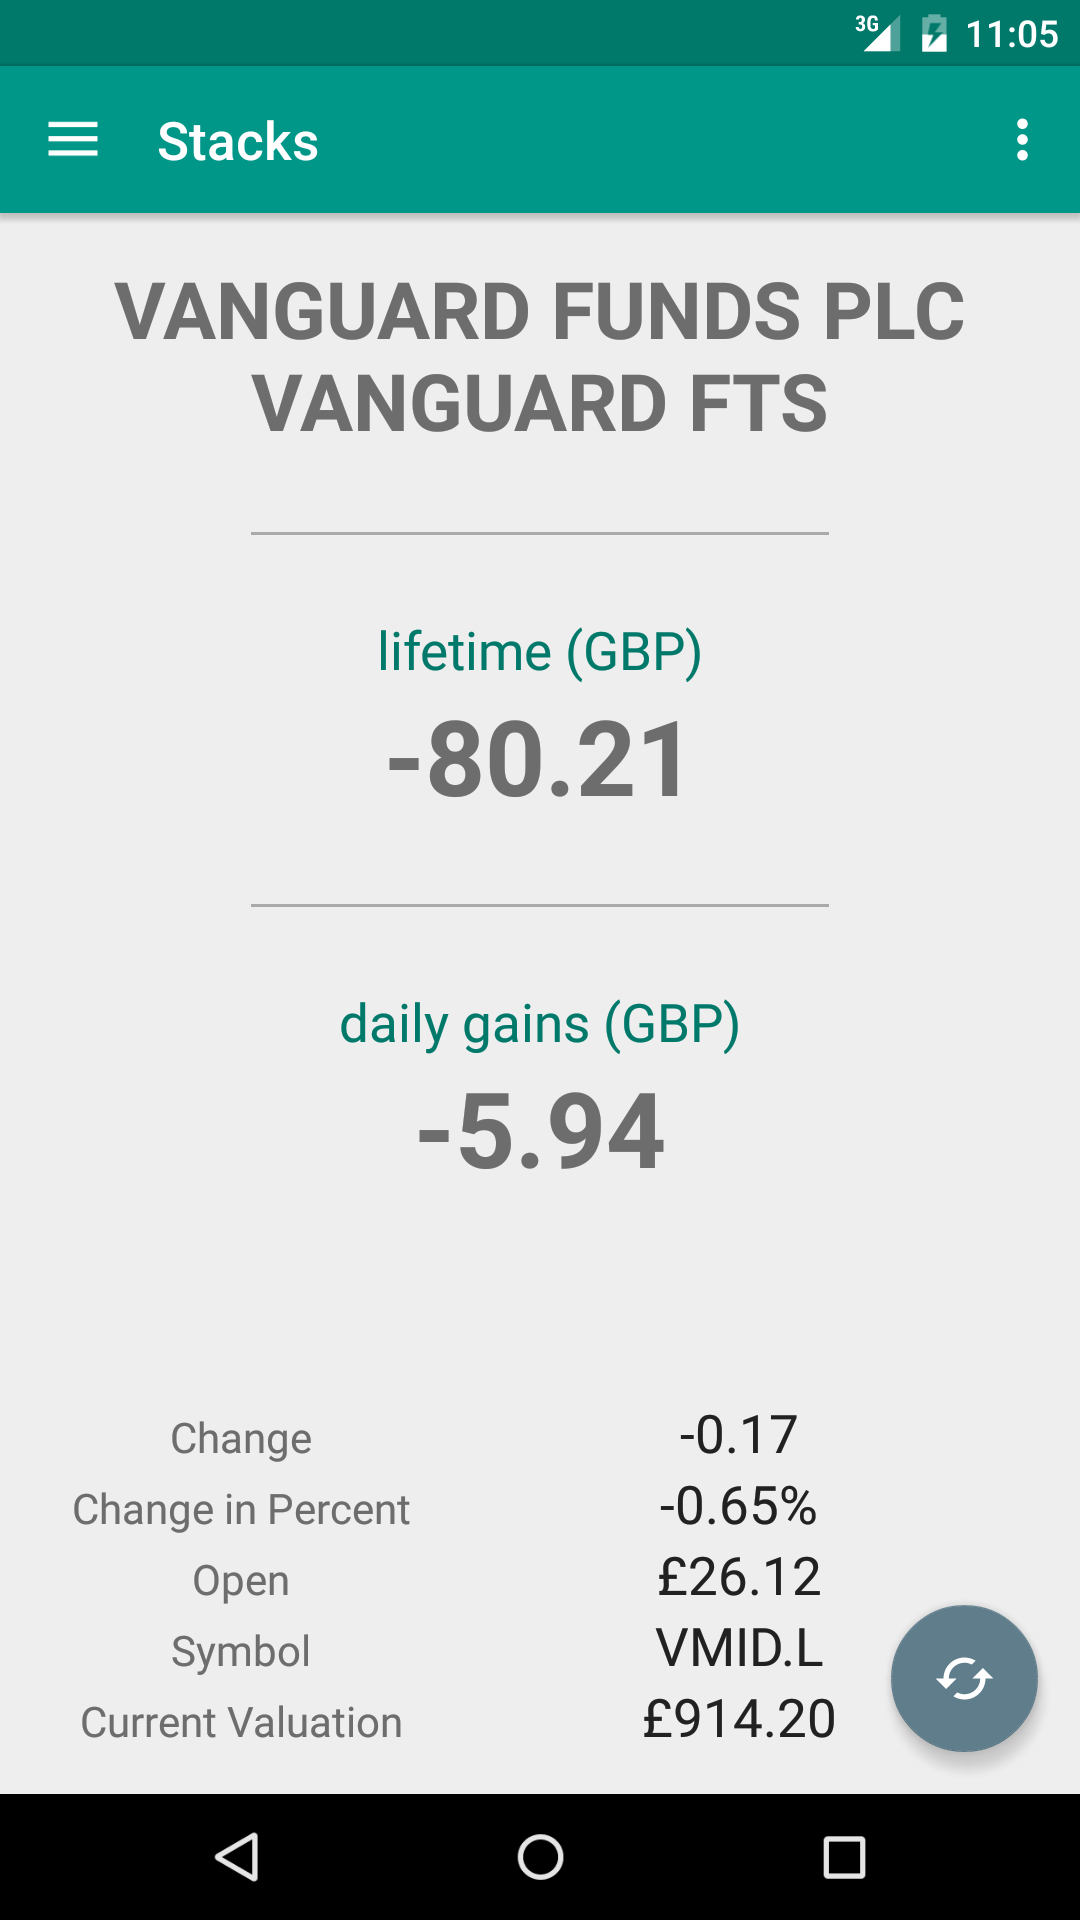 3G 11:05
Stacks
VANGUARD FUNDS PLC
VANGUARD FTS
lifetime (GBP)
-80.21
daily gains (GBP)
-5.94
Change -0.17
Change in Percent -0.65%
Open £26.12
Symbol VMID.L
Current Valuation £914.20